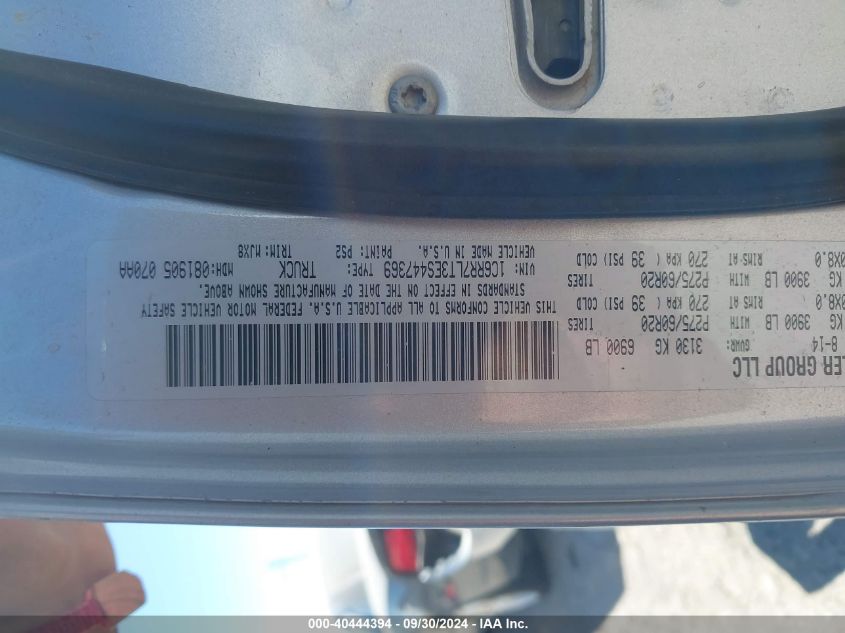 LER GROUP LLC
8-14 GUWR: 3130 KG 6900 LB
KG 3900 LB WITH P275/60R20 TIRES
0X8.0 RIMS AT 270 KPA ( 39 PSI) COLD
KG 3900 LB WITH P275/60R20 TIRES
0X8.0 RIMS AT 270 KPA ( 39 PSI) COLD
THIS VEHICLE CONFORMS TO ALL APPLICABLE U.S.A. FEDERAL MOTOR VEHICLE SAFETY
STANDARDS IN EFFECT ON THE DATE OF MANUFACTURE SHOWN ABOVE.
VIN: 1C6RR7LT3ES447369 TYPE: TRUCK MDH:081905 070AA
VEHICLE MADE IN U.S.A. PAINT: PS2 TRIM:MJX8
000-40444394 - 09/30/2024 - IAA Inc.